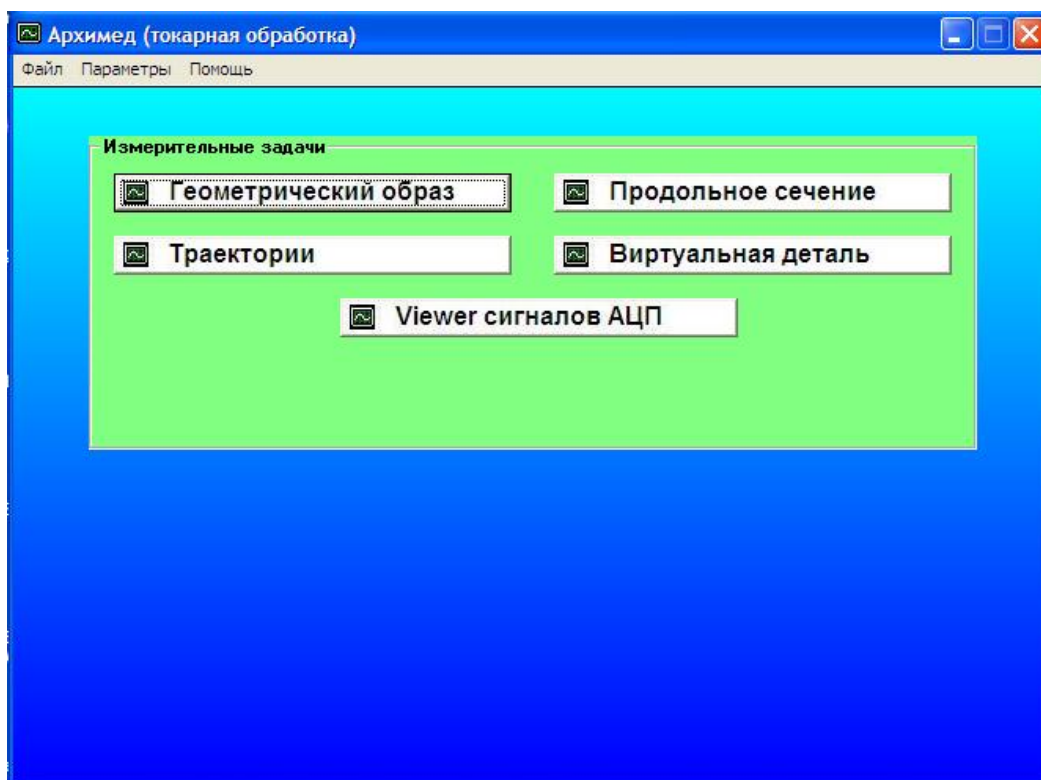 Архимед (токарная обработка)
Файл Параметры Помощь
Измерительные задачи
Геометрический образ
Продольное сечение
Траектории
Виртуальная деталь
Viewer сигналов АЦП